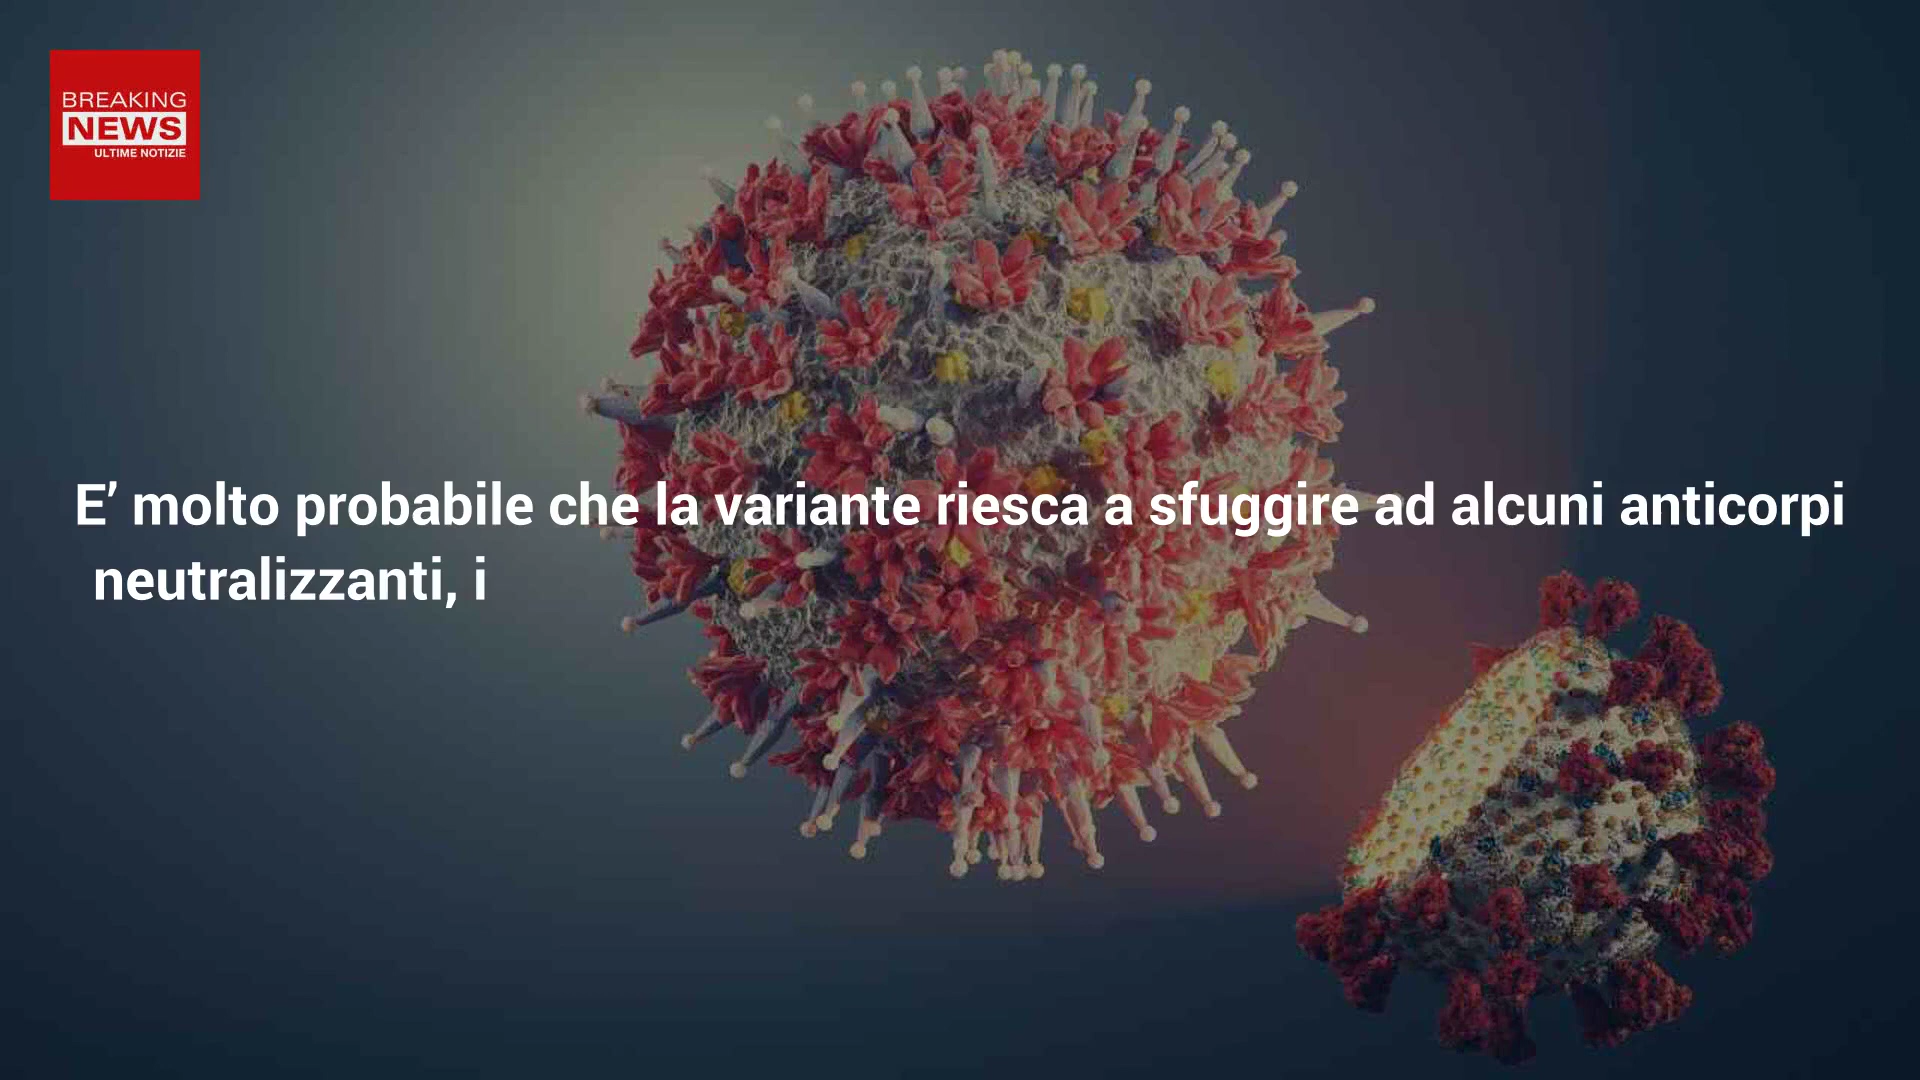 BREAKING
NEWS
ULTIME NOTIZIE
E’ molto probabile che la variante riesca a sfuggire ad alcuni anticorpi
neutralizzanti, i